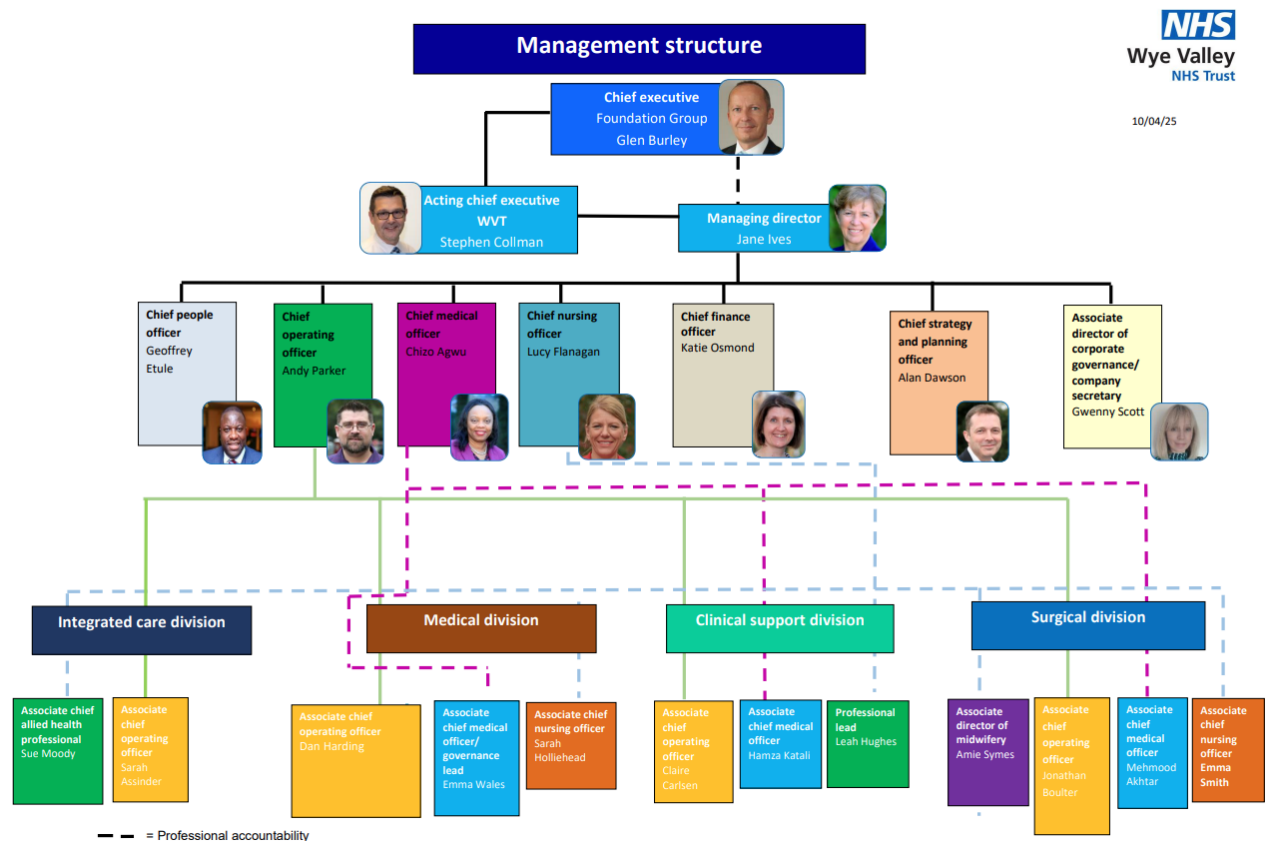 Management structure
NHS
Wye Valley
NHS Trust
10/04/25
Chief executive
Foundation Group
Glen Burley
Acting chief executive
WVT
Stephen Collman
Managing director
Jane Ives
Chief people
officer
Geoffrey
Etule
Chief
operating
officer
Andy Parker
Chief medical
officer
Chizo Agwu
Chief nursing
officer
Lucy Flanagan
Chief finance
officer
Katie Osmond
Chief strategy
and planning
officer
Alan Dawson
Associate
director of
corporate
governance/
company
secretary
Gwenny Scott
Integrated care division
Medical division
Clinical support division
Surgical division
Associate chief
allied health
professional
Sue Moody
Associate
chief
operating
officer
Sarah
Assinder
Associate chief
operating officer
Dan Harding
Associate
chief medical
officer/
governance
lead
Emma Wales
Associate chief
nursing officer
Sarah
Holliehead
Associate
chief
operating
officer
Claire
Carlsen
Associate
chief medical
officer
Hamza Katali
Professional
lead
Leah Hughes
Associate
director of
midwifery
Amie Symes
Associate
chief
operating
officer
Jonathan
Boulter
Associate
chief
medical
officer
Mehmood
Akhtar
Associate
chief
nursing
officer
Emma
Smith
= Professional accountability